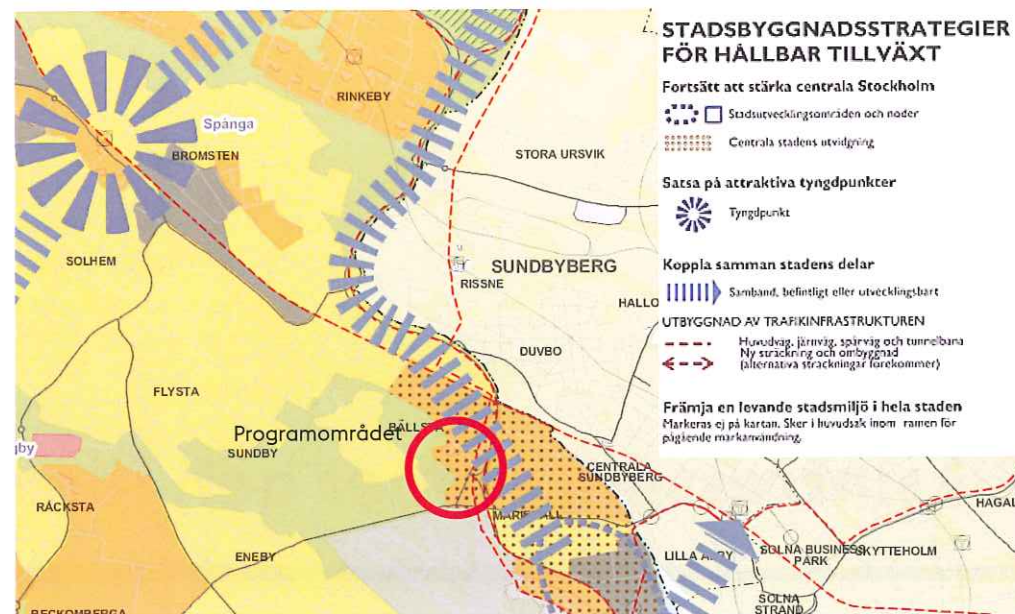 STADSBYGGNADSSTRATEGIER
FÖR HÅLLBAR TILLVÄXT
Fortsätt att stärka centrala Stockholm
Stadsutvecklingsområden och noder
Centrala stadens utvidgning
Satsa på attraktiva tyngdpunkter
Tyngdpunkt
Koppla samman stadens delar
Samband, befintligt eller utvecklingsbart
UTBYGGNAD AV TRAFIKINFRASTRUKTUREN
Huvudväg, järnväg, spårväg och tunnelbana
Ny sträckning och ombyggnad
(alternativa sträckningar förekommer)
Främja en levande stadsmiljö i hela staden
Markeras ej på kartan. Sker i huvudsak inom ramen för
pågående markanvändning.
RINKEBY
Spånga
BROMSTEN
STORA URSVIK
SOLHEM
SUNDBYBERG
RISSNE
HALLO
DUVBO
FLYSTA
Programområdet
SUNDBY
gby
CENTRALA
SUNDBYBERG
RÅCKSTA
HAGAL
ENEBY
LILLA ALBY
SOLNA BUSINESS
PARK
SKYTTEHOLM
SOLNA
STRAND
BECKOMBERGA